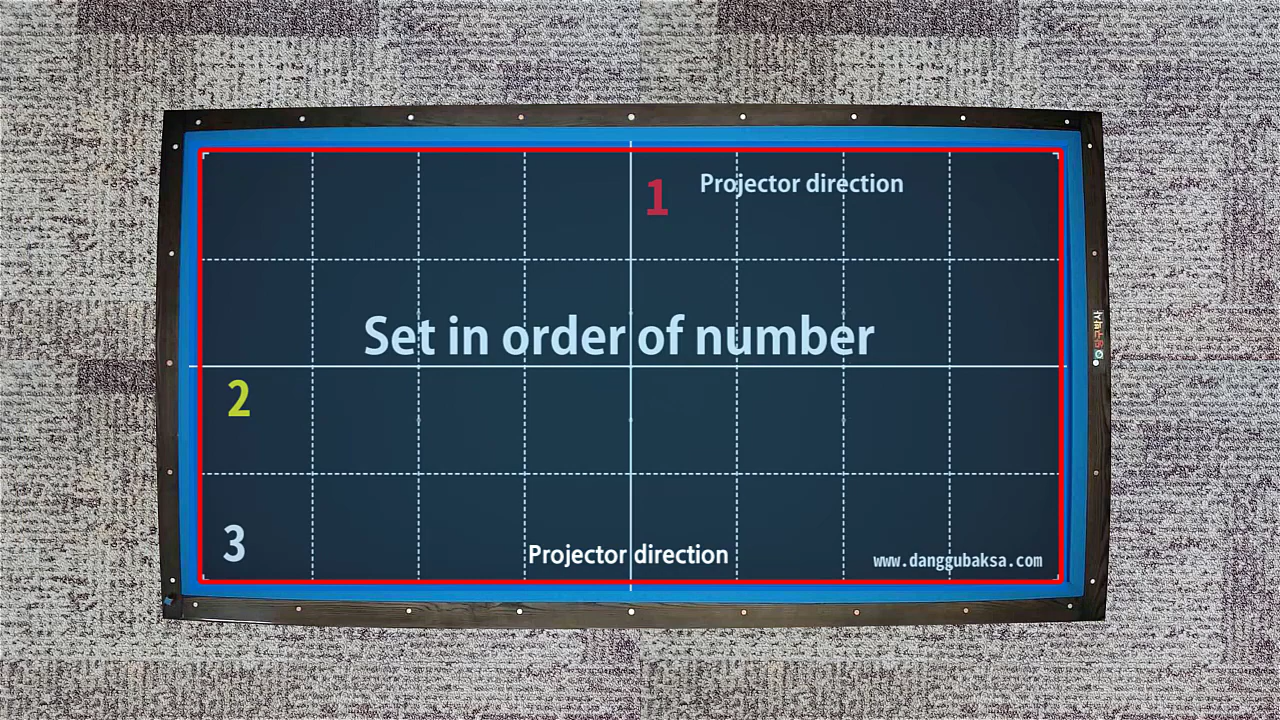 1
Projector direction
Set in order of number
2
3
Projector direction
www.danggubaksa.com